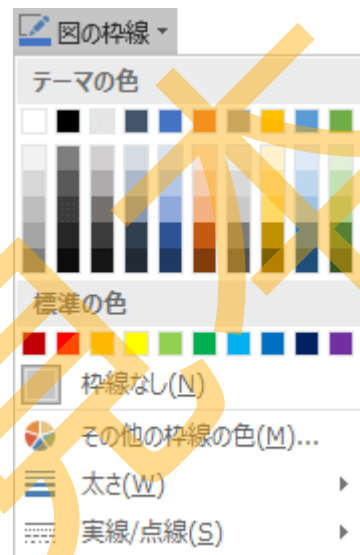 図の枠線
テーマの色
標準の色
枠線なし(N)
その他の枠線の色(M)...
太さ(W)
実線/点線(S)